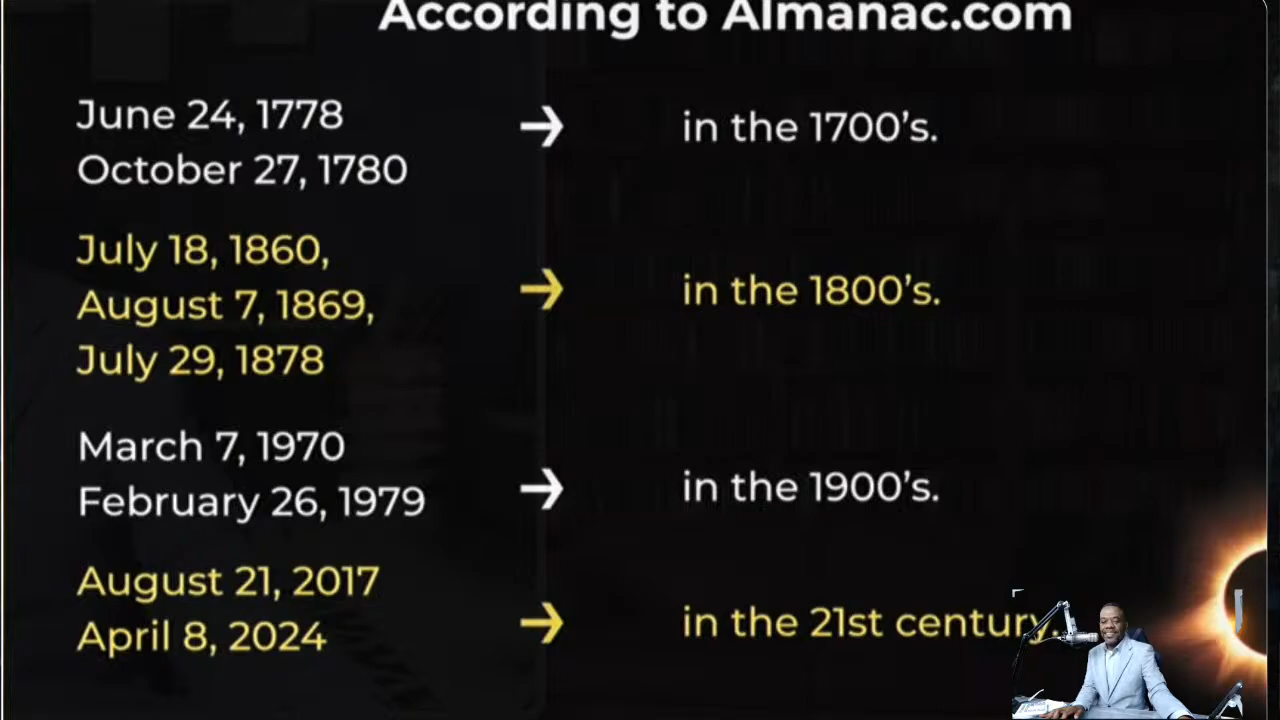 According to Almanac.com
June 24, 1778
October 27, 1780
→ in the 1700's.
July 18, 1860,
August 7, 1869,
July 29, 1878
→ in the 1800's.
March 7, 1970
February 26, 1979
→ in the 1900's.
August 21, 2017
April 8, 2024
→ in the 21st century.